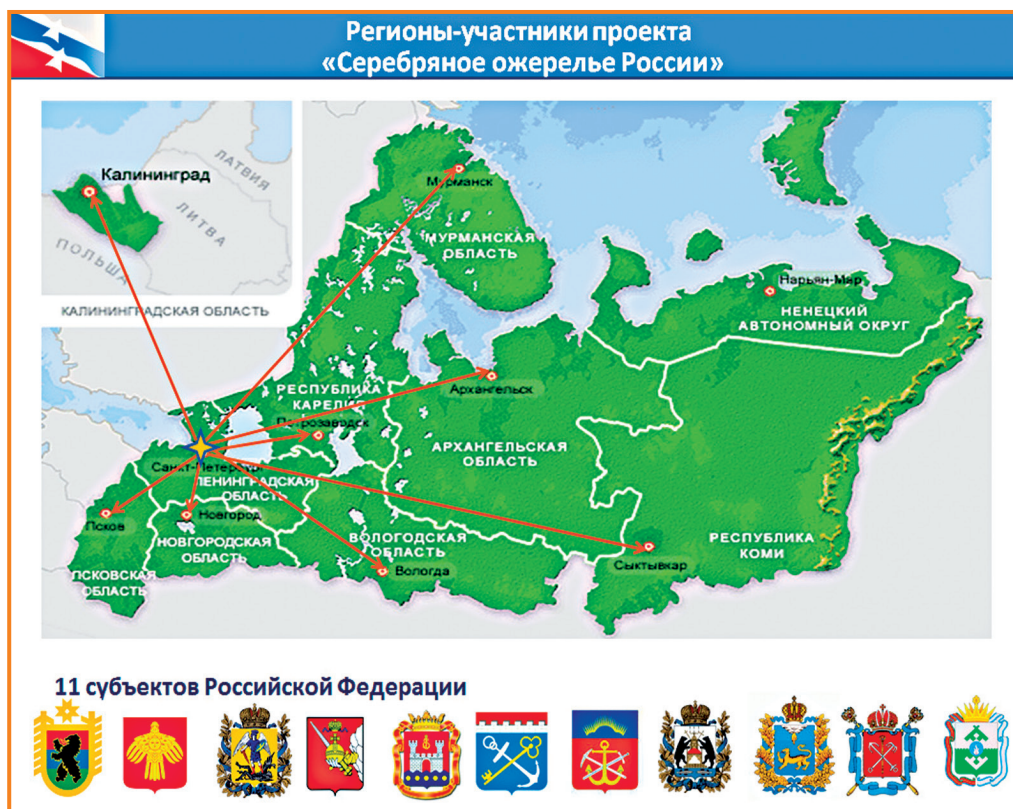 Регионы-участники проекта
«Серебряное ожерелье России»
Калининград
ЛАТВИЯ
ЛИТВА
ПОЛЬША
КАЛИНИНГРАДСКАЯ ОБЛАСТЬ
Мурманск
МУРМАНСКАЯ
ОБЛАСТЬ
Нарьян-Мар
НЕНЕЦКИЙ
АВТОНОМНЫЙ ОКРУГ
РЕСПУБЛИКА
КАРЕЛИЯ
Петрозаводск
Архангельск
АРХАНГЕЛЬСКАЯ
ОБЛАСТЬ
Санкт-Петербург
ЛЕНИНГРАДСКАЯ
ОБЛАСТЬ
Псков
Новгород
НОВГОРОДСКАЯ
ОБЛАСТЬ
ВОЛОГОДСКАЯ
ОБЛАСТЬ
Вологда
ПСКОВСКАЯ
ОБЛАСТЬ
Сыктывкар
РЕСПУБЛИКА
КОМИ
11 субъектов Российской Федерации